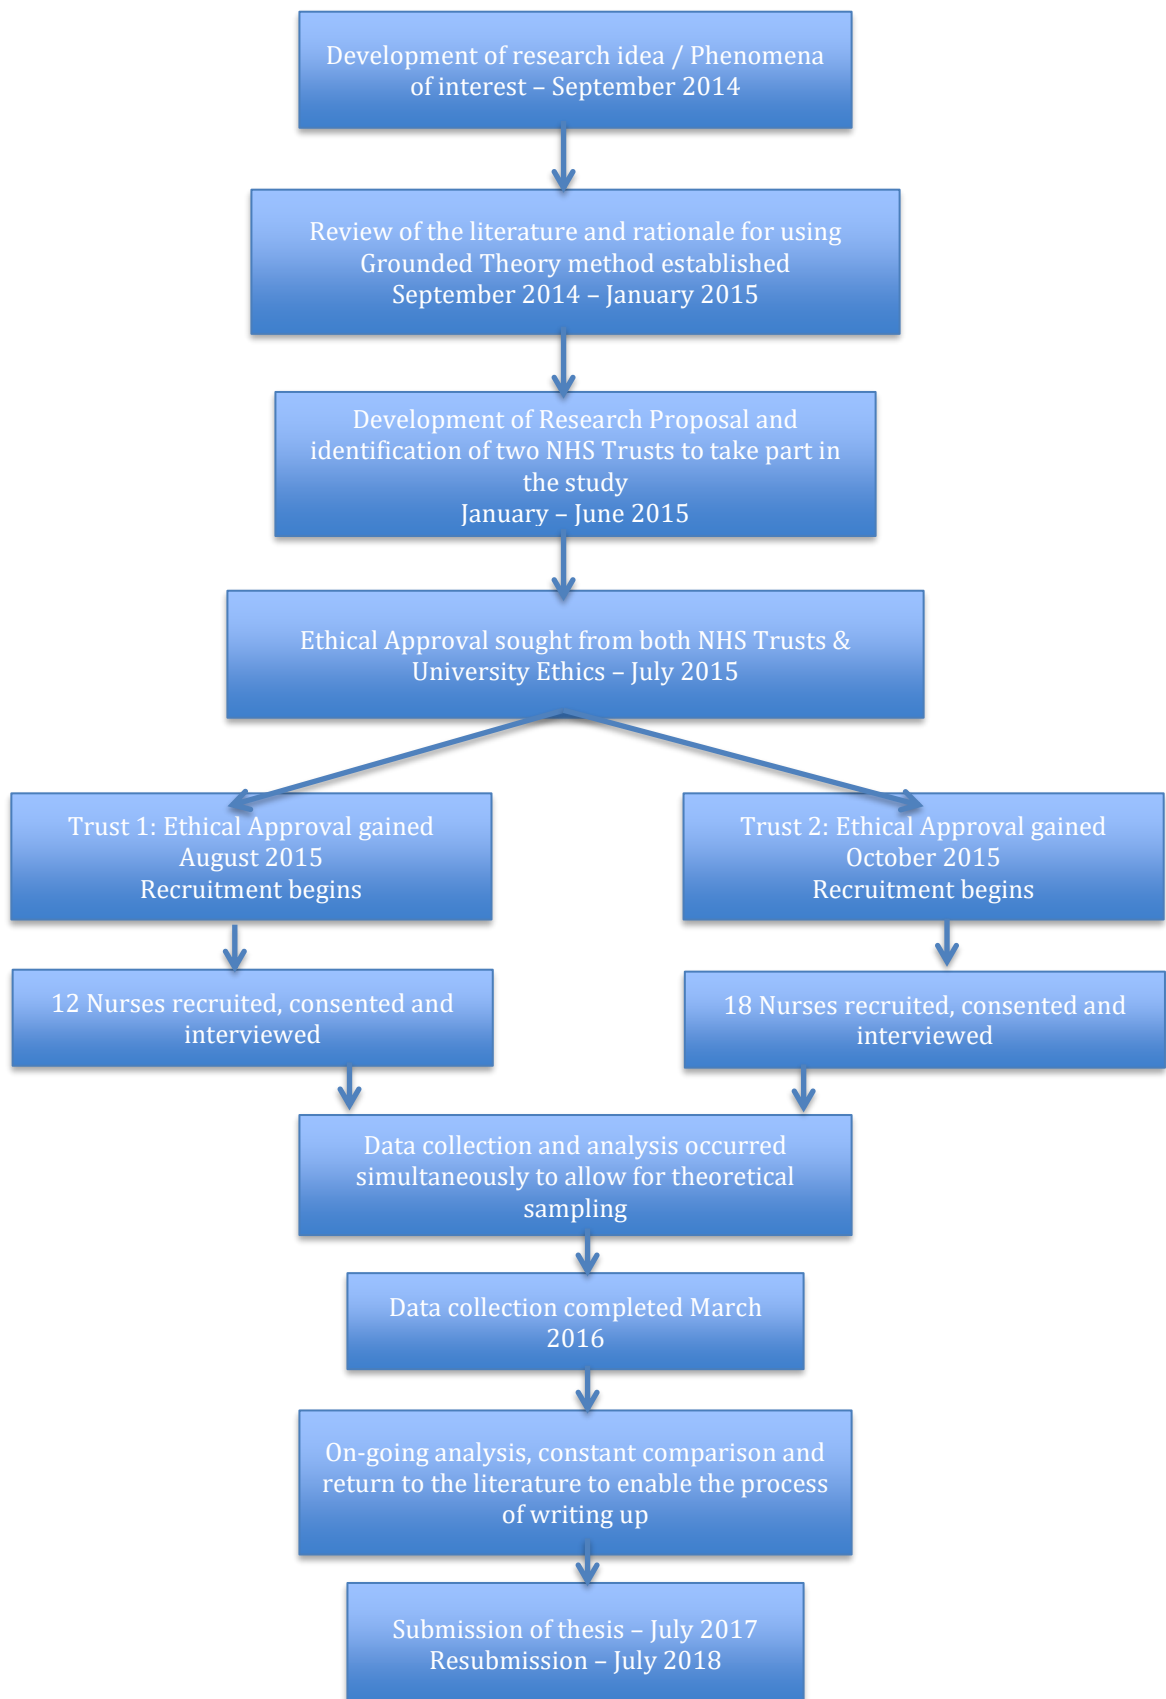 Development of research idea / Phenomena
of interest – September 2014
Review of the literature and rationale for using
Grounded Theory method established
September 2014 – January 2015
Development of Research Proposal and
identification of two NHS Trusts to take part in
the study
January – June 2015
Ethical Approval sought from both NHS Trusts &
University Ethics – July 2015
Trust 1: Ethical Approval gained
August 2015
Recruitment begins
Trust 2: Ethical Approval gained
October 2015
Recruitment begins
12 Nurses recruited, consented and
interviewed
18 Nurses recruited, consented and
interviewed
Data collection and analysis occurred
simultaneously to allow for theoretical
sampling
Data collection completed March
2016
On-going analysis, constant comparison and
return to the literature to enable the process
of writing up
Submission of thesis – July 2017
Resubmission – July 2018